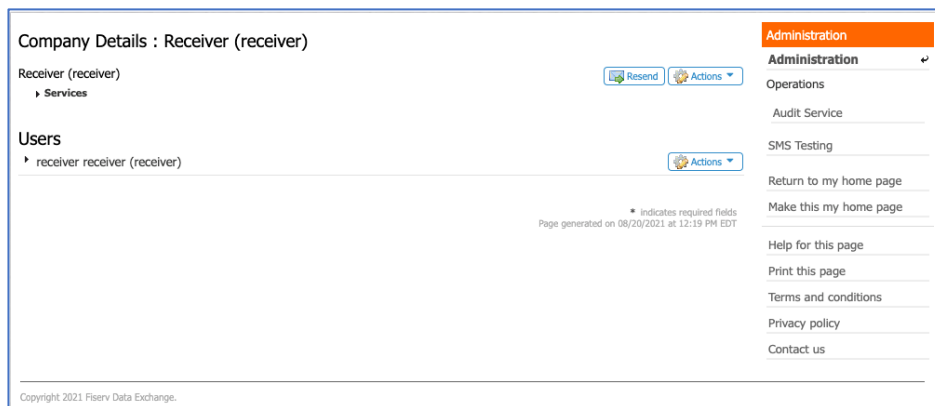 Company Details : Receiver (receiver)
Receiver (receiver)
Resend
Actions
Services
Users
receiver receiver (receiver)
Actions
* indicates required fields
Page generated on 08/20/2021 at 12:19 PM EDT
Administration
Administration
Operations
Audit Service
SMS Testing
Return to my home page
Make this my home page
Help for this page
Print this page
Terms and conditions
Privacy policy
Contact us
Copyright 2021 Fiserv Data Exchange.